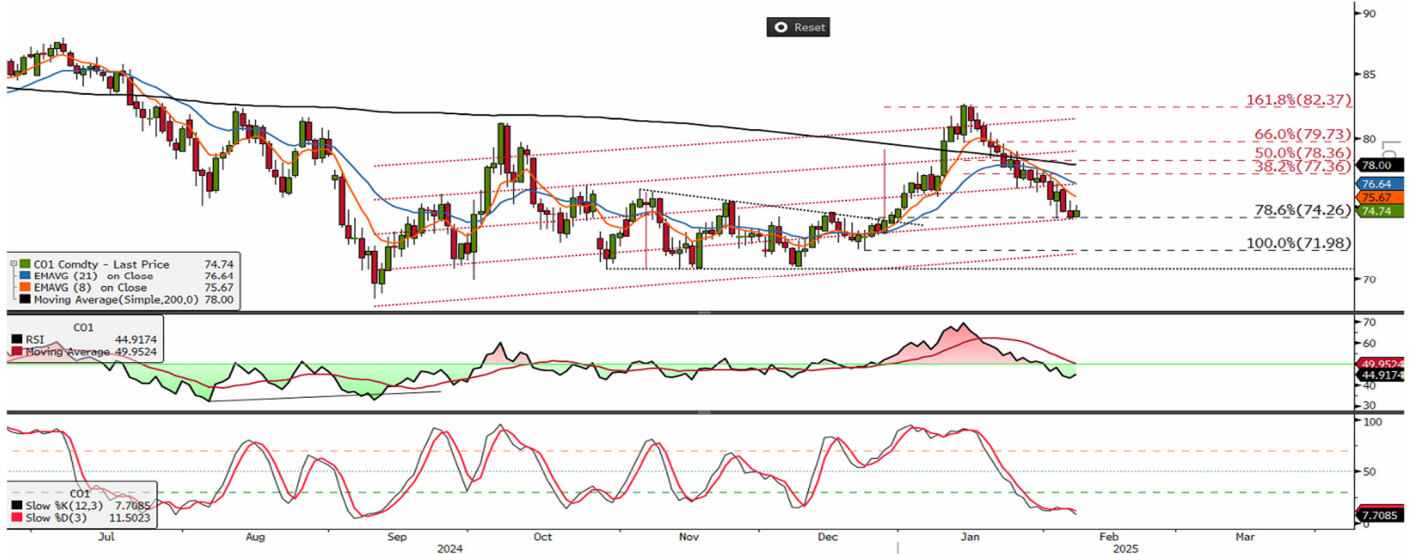 Reset
90
85
80
70
161.8%(82.37)
66.0%(79.73)
50.0%(78.36)
38.2%(77.36)
78.6%(74.26)
100.0%(71.98)
78.00
76.64
75.67
74.74
CO1 Comdty - Last Price 74.74
EMAVG (21) on Close 76.64
EMAVG (8) on Close 75.67
Moving Average(Simple,200,0) 78.00
CO1
RSI 44.9174
Moving Average 49.9524
70
60
49.9524
44.9174
40
30
CO1
Slow %K(12,3) 7.7085
Slow %D(3) 11.5023
100
50
7.7085
0
Jul Aug Sep Oct Nov Dec Jan Feb Mar
2024 2025